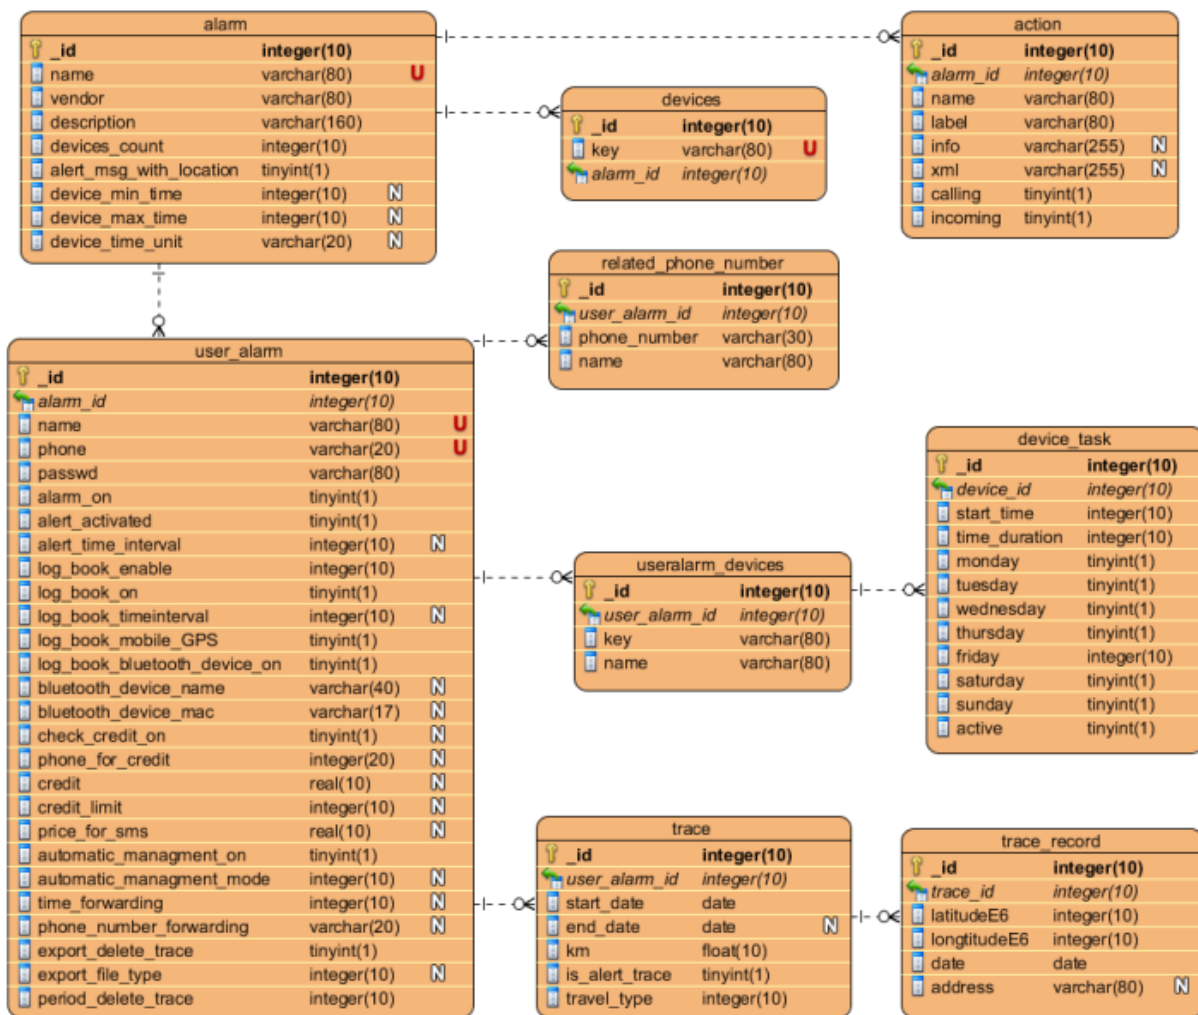 alarm
_id integer(10)
name varchar(80) U
vendor varchar(80)
description varchar(160)
devices_count integer(10)
alert_msg_with_location tinyint(1)
device_min_time integer(10) N
device_max_time integer(10) N
device_time_unit varchar(20) N
action
_id integer(10)
alarm_id integer(10)
name varchar(80)
label varchar(80)
info varchar(255) N
xml varchar(255) N
calling tinyint(1)
incoming tinyint(1)
devices
_id integer(10)
key varchar(80) U
alarm_id integer(10)
related_phone_number
_id integer(10)
user_alarm_id integer(10)
phone_number varchar(30)
name varchar(80)
user_alarm
_id integer(10)
alarm_id integer(10)
name varchar(80) U
phone varchar(20) U
passwd varchar(80)
alarm_on tinyint(1)
alert_activated tinyint(1)
alert_time_interval integer(10) N
log_book_enable integer(10)
log_book_on tinyint(1)
log_book_timeinterval integer(10) N
log_book_mobile_GPS tinyint(1)
log_book_bluetooth_device_on tinyint(1)
bluetooth_device_name varchar(40) N
bluetooth_device_mac varchar(17) N
check_credit_on tinyint(1) N
phone_for_credit integer(20) N
credit real(10) N
credit_limit integer(10) N
price_for_sms real(10) N
automatic_managment_on tinyint(1)
automatic_managment_mode integer(10) N
time_forwarding integer(10) N
phone_number_forwarding varchar(20) N
export_delete_trace tinyint(1)
export_file_type integer(10) N
period_delete_trace integer(10)
device_task
_id integer(10)
device_id integer(10)
start_time integer(10)
time_duration integer(10)
monday tinyint(1)
tuesday tinyint(1)
wednesday tinyint(1)
thursday tinyint(1)
friday integer(10)
saturday tinyint(1)
sunday tinyint(1)
active tinyint(1)
useralarm_devices
_id integer(10)
user_alarm_id integer(10)
key varchar(80)
name varchar(80)
trace
_id integer(10)
user_alarm_id integer(10)
start_date date
end_date date N
km float(10)
is_alert_trace tinyint(1)
travel_type integer(10)
trace_record
_id integer(10)
trace_id integer(10)
latitudeE6 integer(10)
longtitudeE6 integer(10)
date date
address varchar(80) N